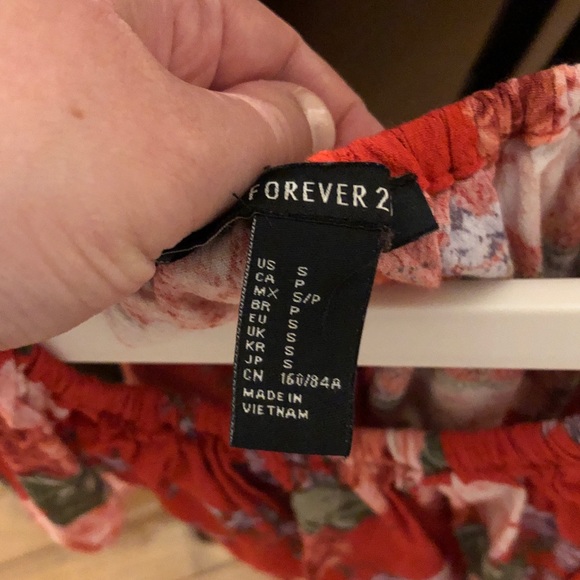 FOREVER 2
US S
CA P
MX S/P
BR P
EU S
UK S
KR S
JP S
CN 160/84A
MADE IN
VIETNAM